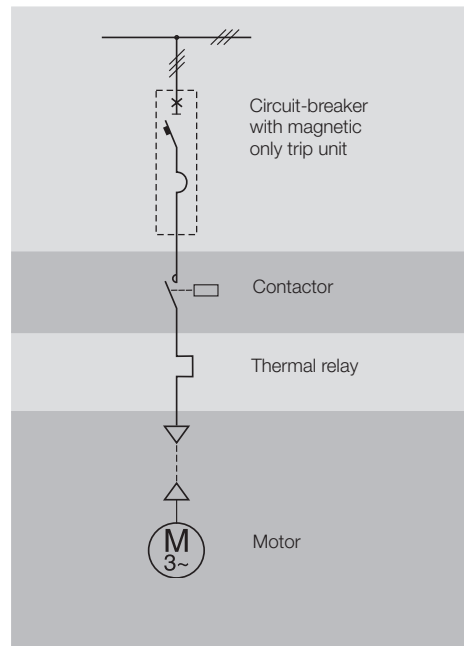 Circuit-breaker
with magnetic
only trip unit
Contactor
Thermal relay
Motor
M
3~